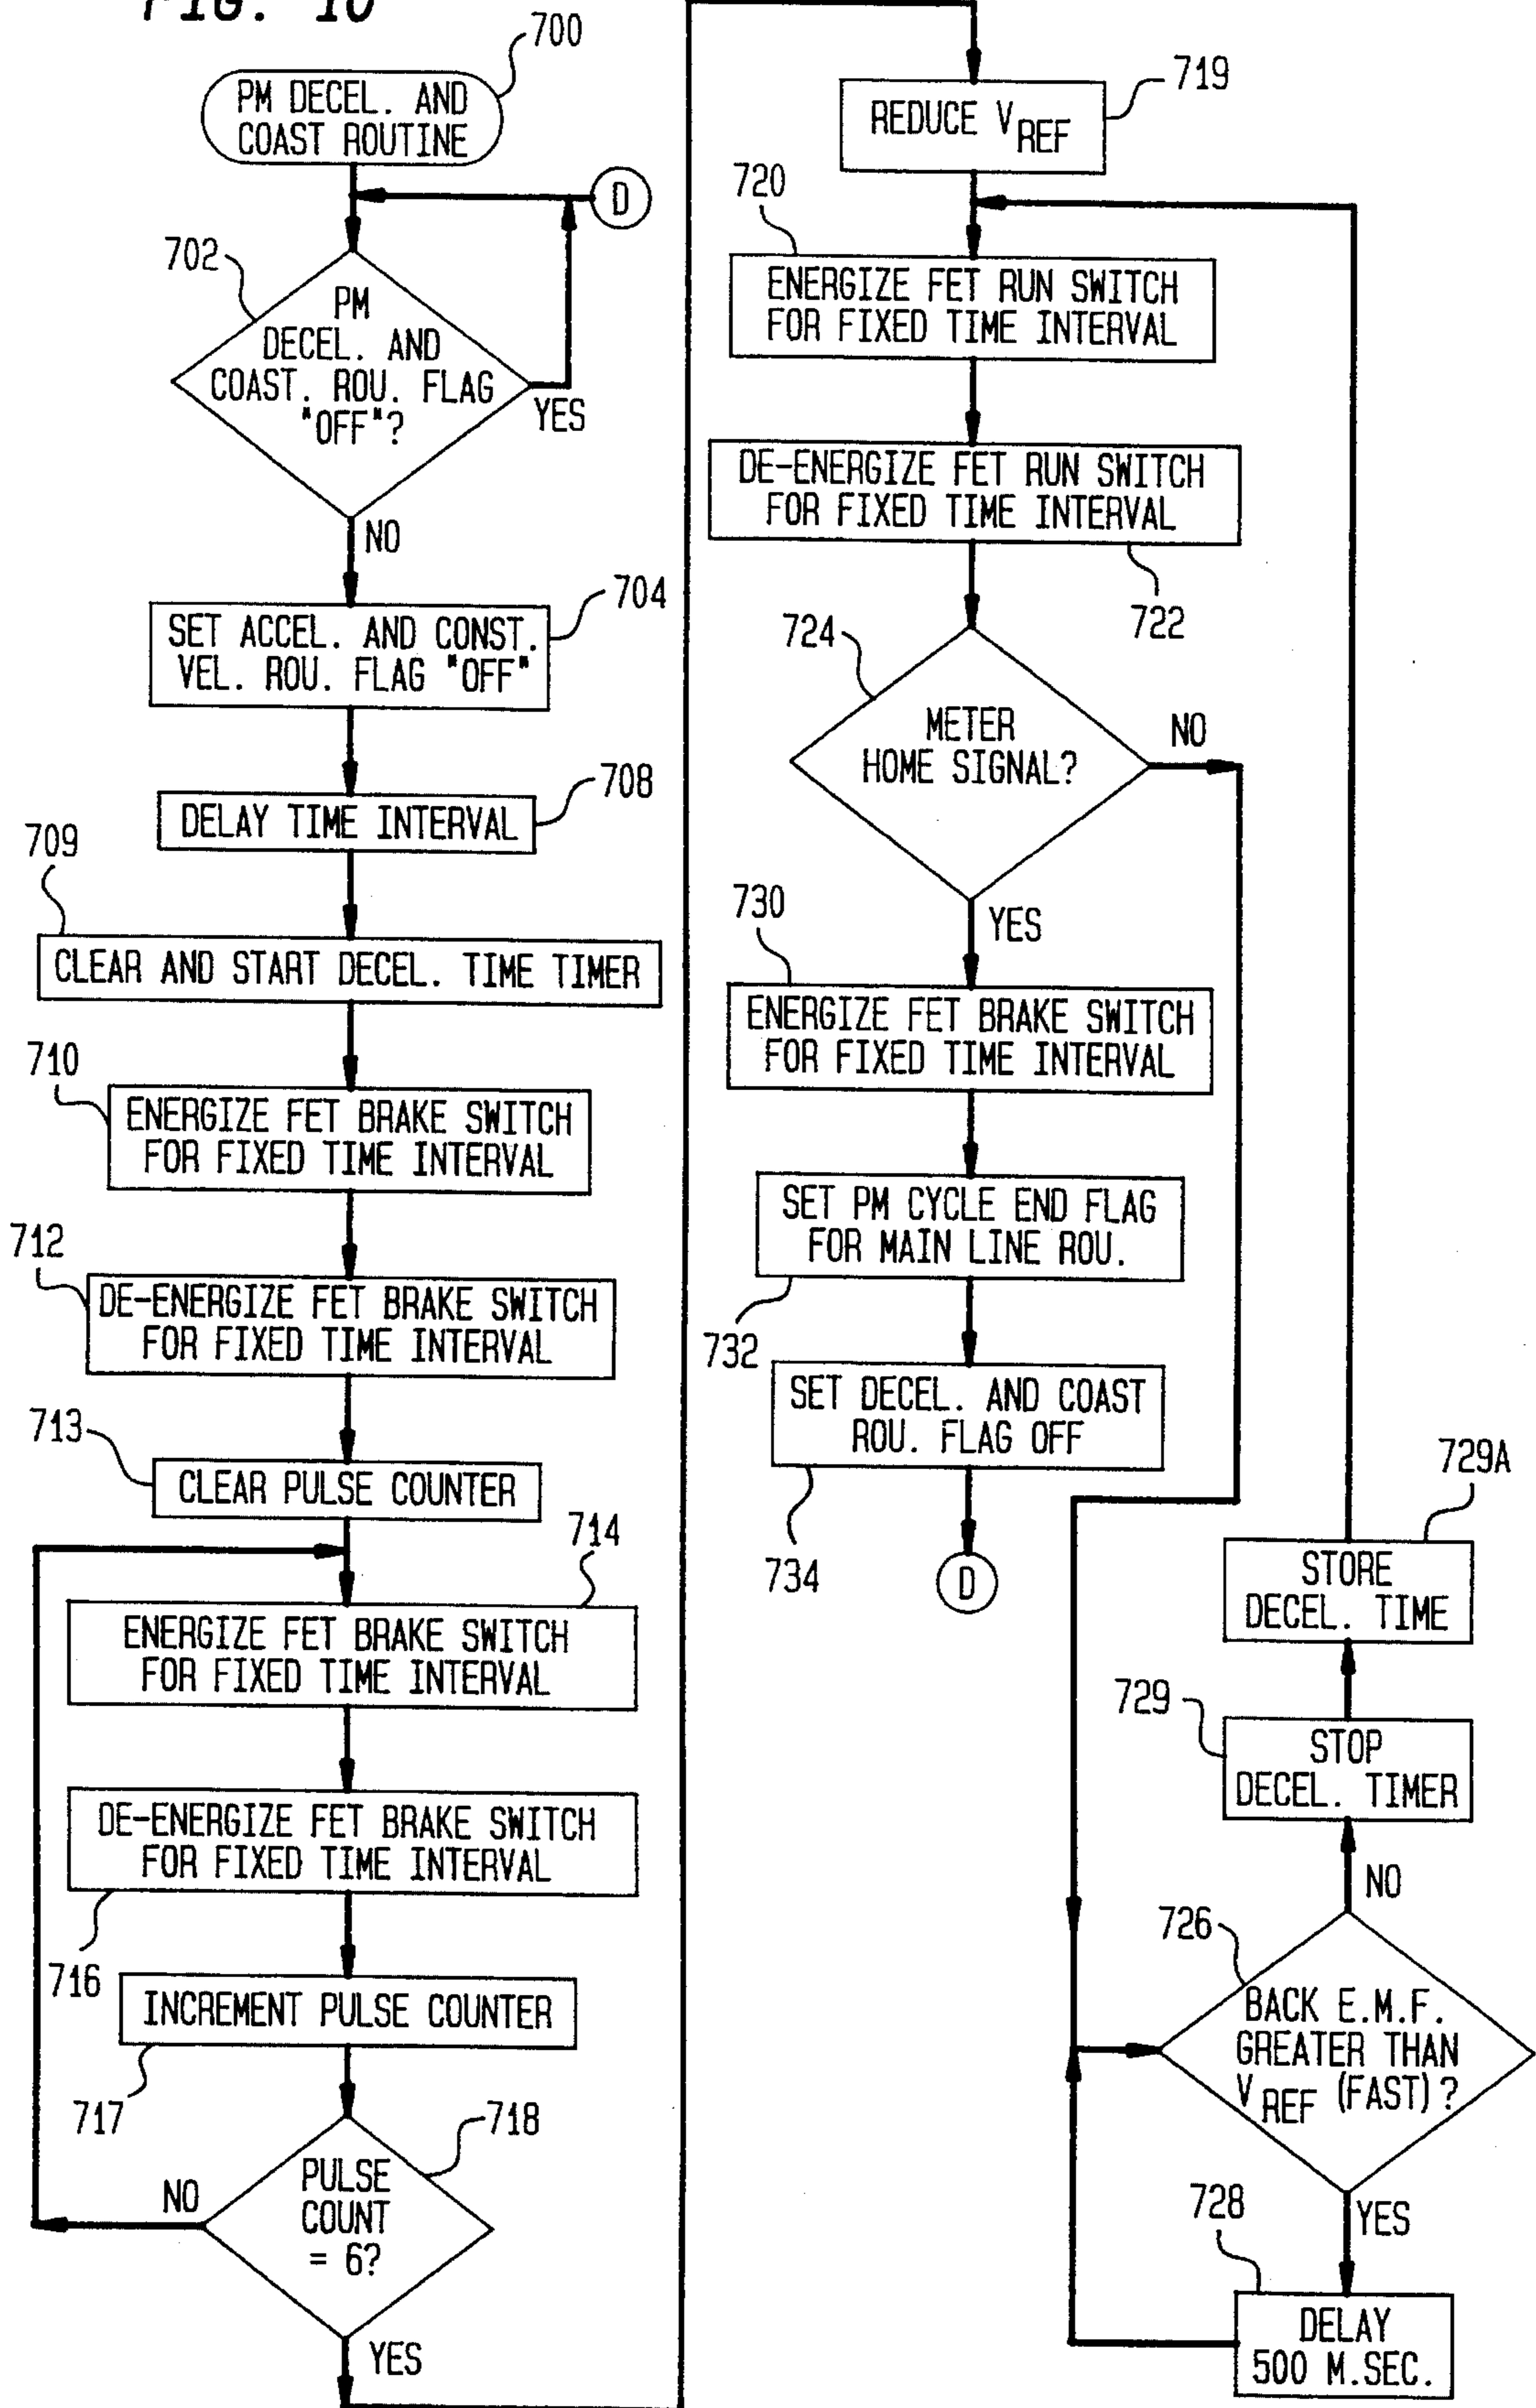 FIG. 10
700
PM DECEL. AND
COAST ROUTINE
D
702
PM
DECEL. AND
COAST. ROU. FLAG
"OFF"?
YES
NO
704
SET ACCEL. AND CONST.
VEL. ROU. FLAG "OFF"
708
DELAY TIME INTERVAL
709
CLEAR AND START DECEL. TIME TIMER
710
ENERGIZE FET BRAKE SWITCH
FOR FIXED TIME INTERVAL
712
DE-ENERGIZE FET BRAKE SWITCH
FOR FIXED TIME INTERVAL
713
CLEAR PULSE COUNTER
714
ENERGIZE FET BRAKE SWITCH
FOR FIXED TIME INTERVAL
DE-ENERGIZE FET BRAKE SWITCH
FOR FIXED TIME INTERVAL
716
INCREMENT PULSE COUNTER
717
718
PULSE
COUNT
= 6?
NO
YES
719
REDUCE VREF
720
ENERGIZE FET RUN SWITCH
FOR FIXED TIME INTERVAL
DE-ENERGIZE FET RUN SWITCH
FOR FIXED TIME INTERVAL
722
724
METER
HOME SIGNAL?
NO
YES
730
ENERGIZE FET BRAKE SWITCH
FOR FIXED TIME INTERVAL
SET PM CYCLE END FLAG
FOR MAIN LINE ROU.
732
SET DECEL. AND COAST
ROU. FLAG OFF
734
D
729A
STORE
DECEL. TIME
729
STOP
DECEL. TIMER
NO
726
BACK E.M.F.
GREATER THAN
VREF (FAST)?
YES
728
DELAY
500 M.SEC.